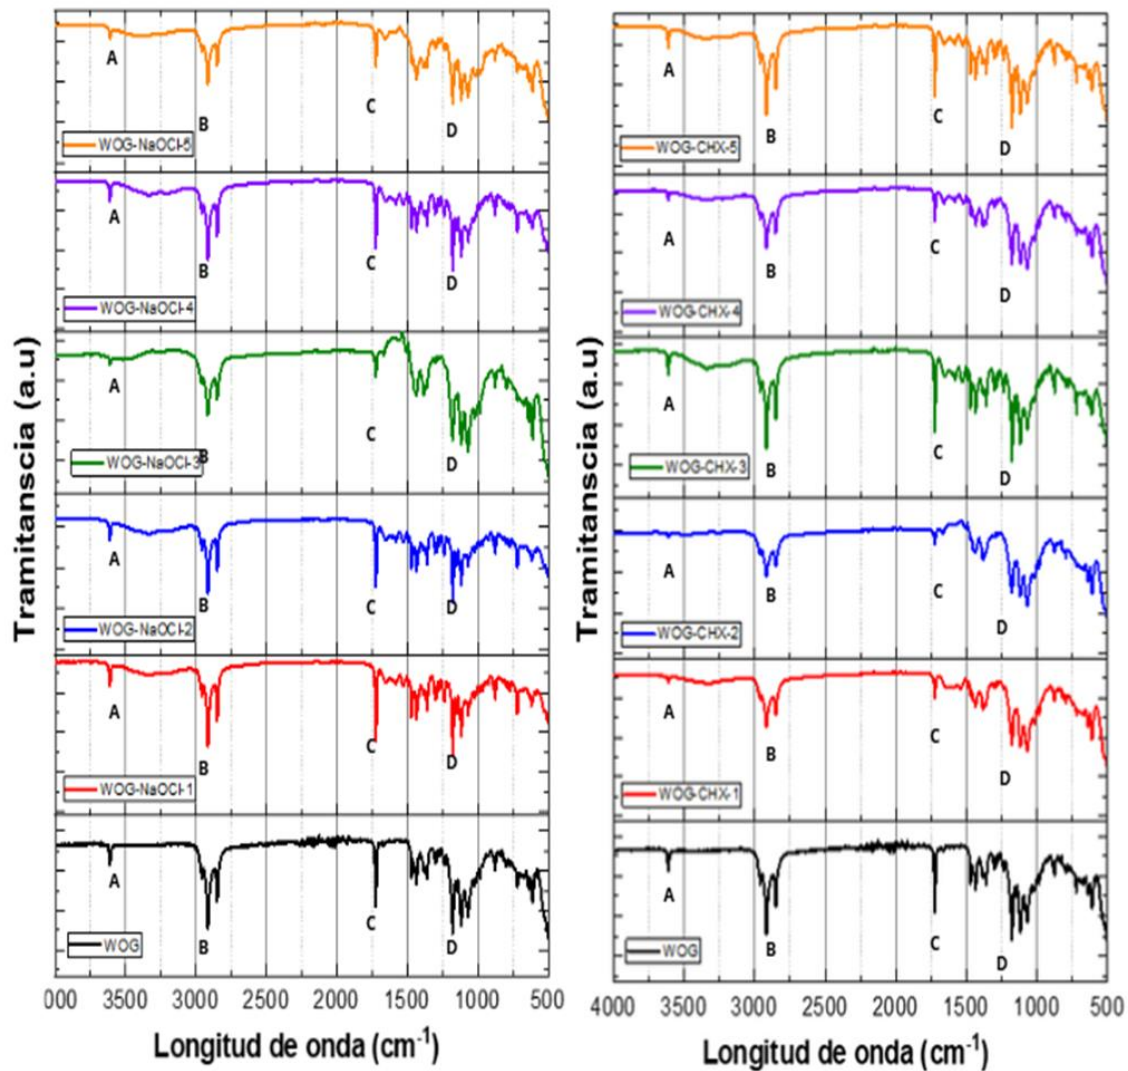 Tramitanscia (a.u)
A
B
C
D
WOG-NaOCl-5
A
B
C
D
WOG-NaOCl-4
A
B
C
D
WOG-NaOCl-3
A
B
C
D
WOG-NaOCl-2
A
B
C
D
WOG-NaOCl-1
A
B
C
D
WOG
000 3500 3000 2500 2000 1500 1000 500
Longitud de onda (cm-1)
Tramitanscia (a.u)
A
B
C
D
WOG-CHX-5
A
B
C
D
WOG-CHX-4
A
B
C
D
WOG-CHX-3
A
B
C
D
WOG-CHX-2
A
B
C
D
WOG-CHX-1
A
B
C
D
WOG
4000 3500 3000 2500 2000 1500 1000 500
Longitud de onda (cm-1)